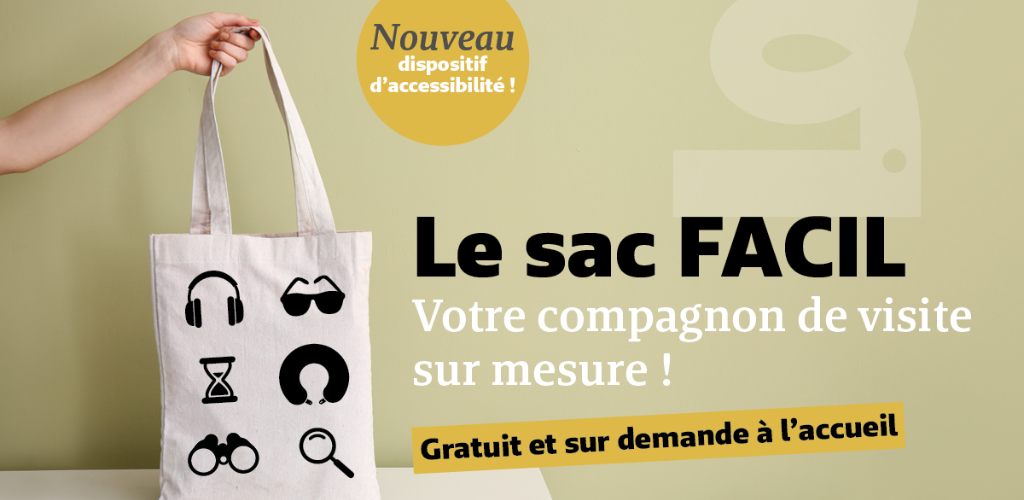 Nouveau
dispositif
d'accessibilité !
Le sac FACIL
Votre compagnon de visite
sur mesure !
Gratuit et sur demande à l'accueil